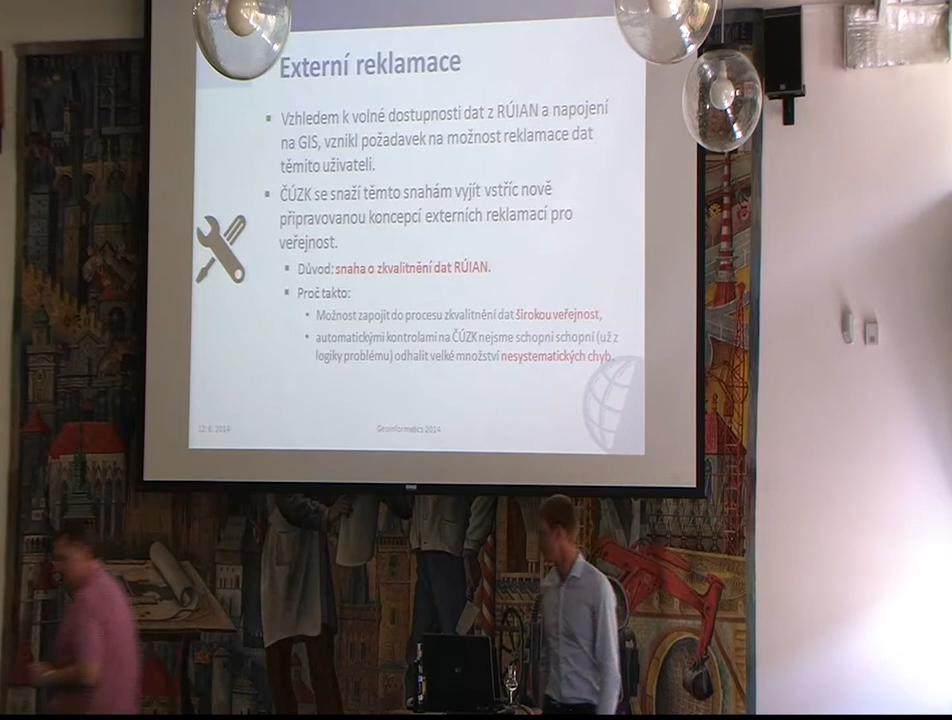 Externí reklamace
▪ Vzhledem k volné dostupnosti dat z RÚIAN a napojení
na GIS, vznikl požadavek na možnost reklamace dat
těmito uživateli.
▪ ČÚZK se snaží těmto snahám vyjít vstříc nově
připravovanou koncepcí externích reklamací pro
veřejnost.
▪ Důvod: snaha o zkvalitnění dat RÚIAN.
▪ Proč takto:
• Možnost zapojit do procesu zkvalitnění dat širokou veřejnost,
• automatickými kontrolami na ČÚZK nejsme schopni schopni (už z
logiky problému) odhalit velké množství nesystematických chyb.
12. 6. 2014
Geoinformatics 2014